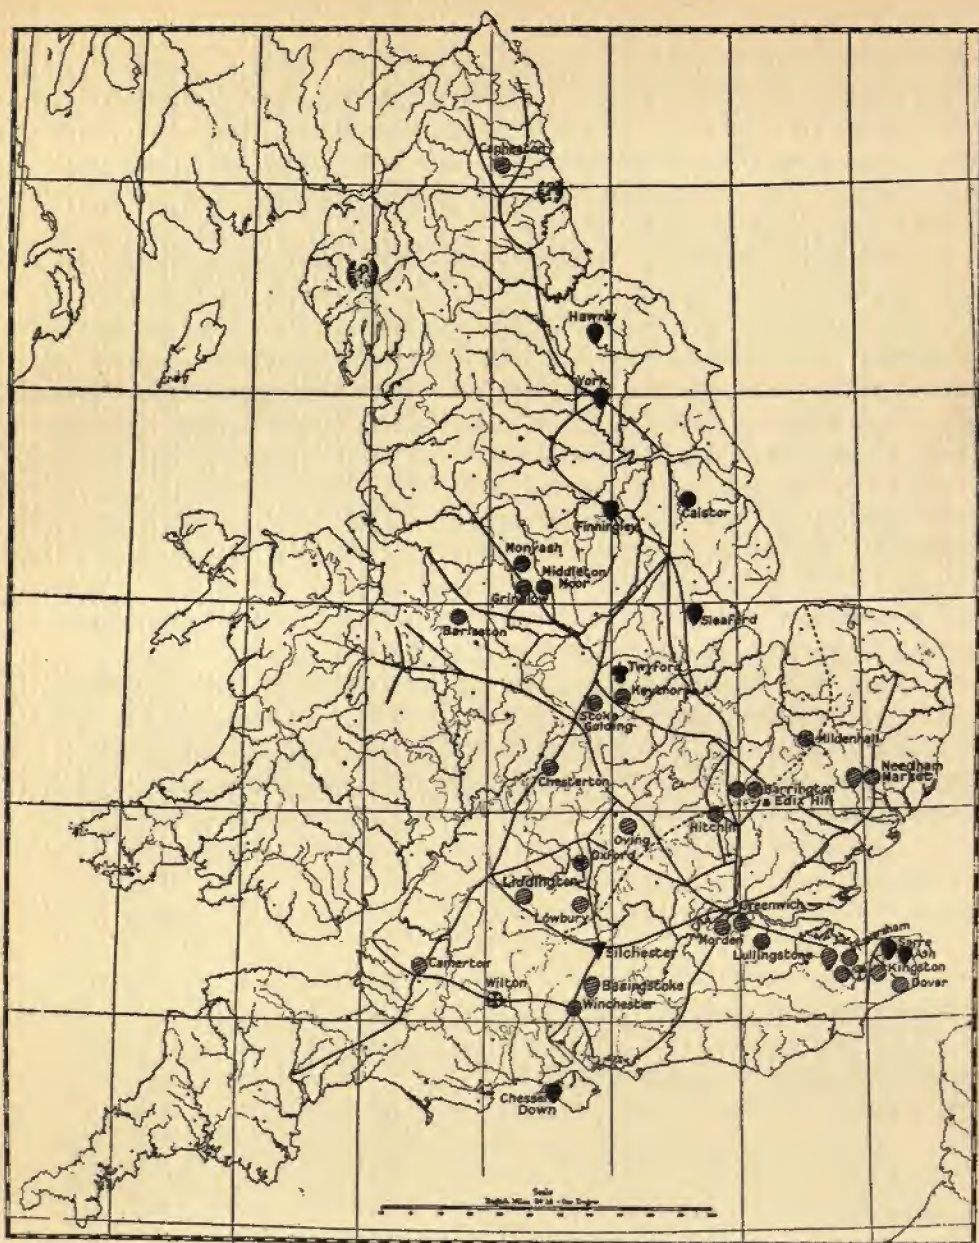 Capheaton
(?)
(?)
Hawnby
York
Caistor
Finningley
Monyash
Middleton
Moor
Grindlow
Barlaston
Sleaford
Twyford
Keythorpe
Stoke
Golding
Mildenhall
Needham
Market
Chesterton
Barrington
& Edix Hill
Hitchin
Oving
Oxford
Liddington
Lowbury
Greenwich
Morden
Lullingstone
Faversham
Sarre
Ash
Kingston
Dover
Silchester
Camerton
Wilton
Basingstoke
Winchester
Chessell
Down
Scale